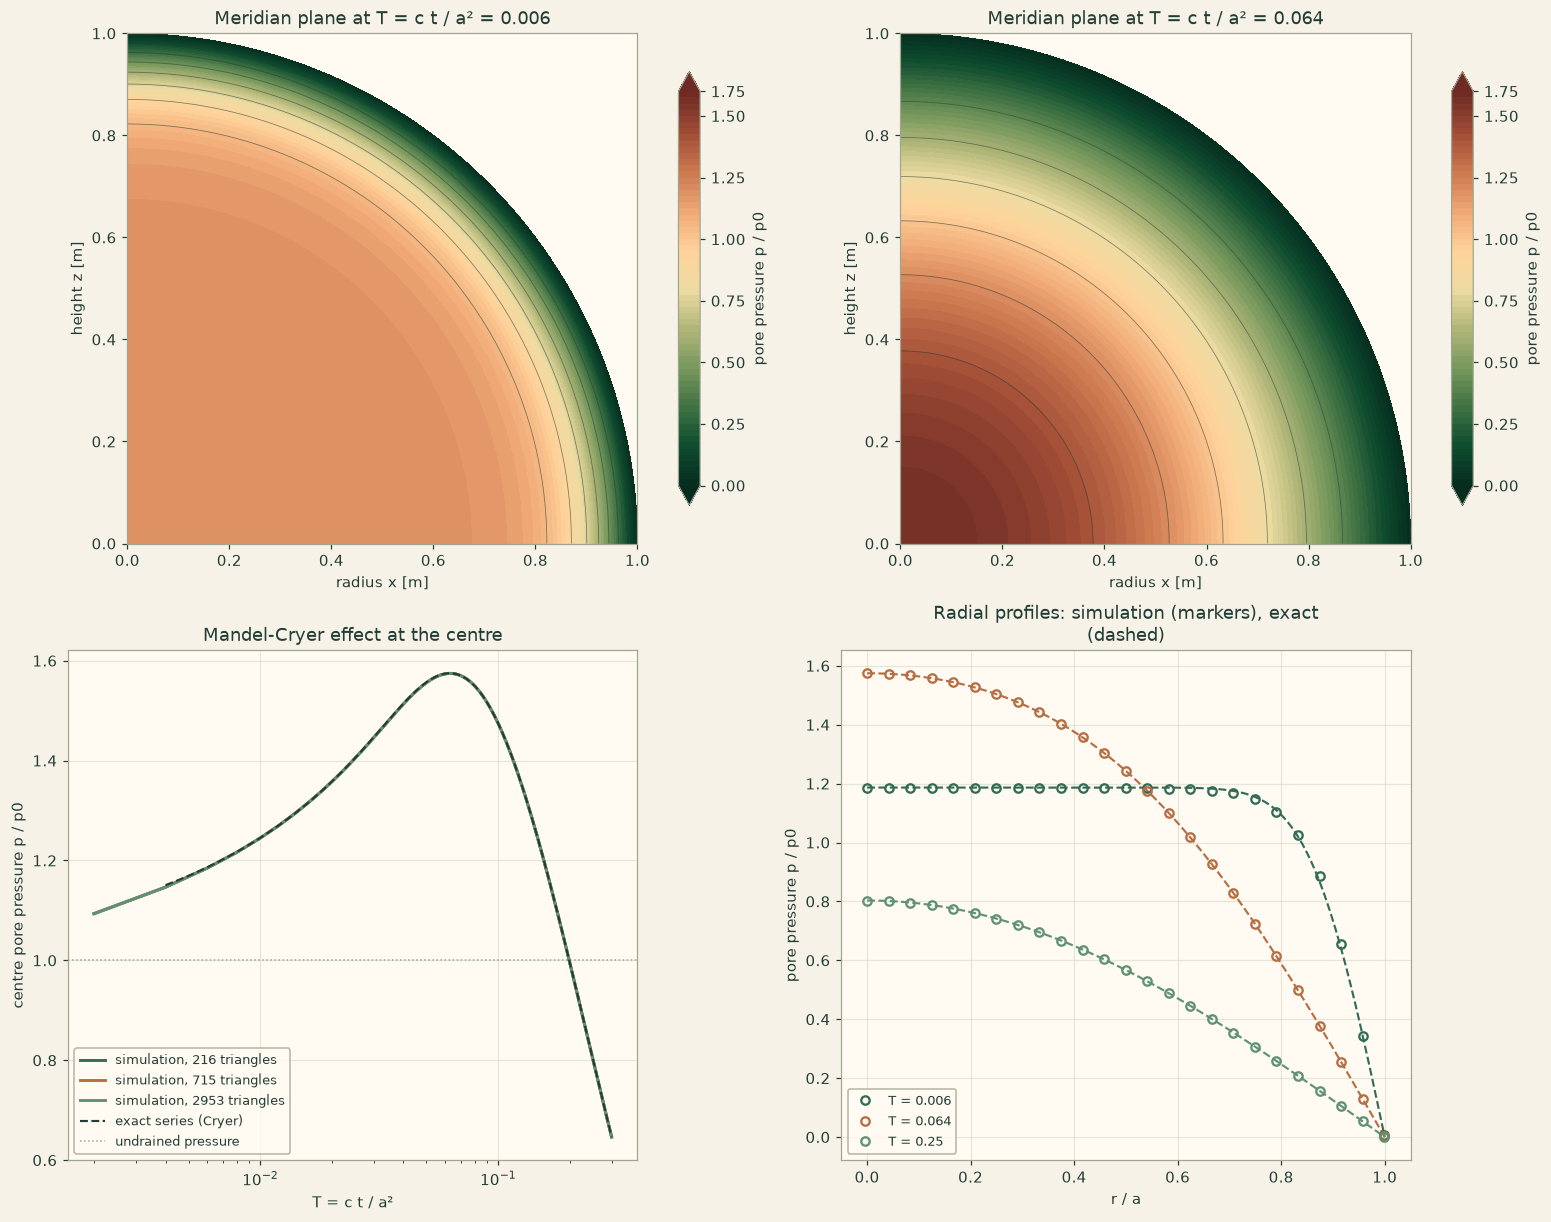 Meridian plane at T = c t / a² = 0.006
1.0
0.8
0.6
0.4
0.2
0.0
height z [m]
0.0 0.2 0.4 0.6 0.8 1.0
radius x [m]
1.75
1.50
1.25
1.00
0.75
0.50
0.25
0.00
pore pressure p / p0
Meridian plane at T = c t / a² = 0.064
1.0
0.8
0.6
0.4
0.2
0.0
height z [m]
0.0 0.2 0.4 0.6 0.8 1.0
radius x [m]
1.75
1.50
1.25
1.00
0.75
0.50
0.25
0.00
pore pressure p / p0
Mandel-Cryer effect at the centre
1.6
1.4
1.2
1.0
0.8
0.6
centre pore pressure p / p0
simulation, 216 triangles
simulation, 715 triangles
simulation, 2953 triangles
exact series (Cryer)
undrained pressure
10⁻² 10⁻¹
T = c t / a²
Radial profiles: simulation (markers), exact
(dashed)
1.6
1.4
1.2
1.0
0.8
0.6
0.4
0.2
0.0
pore pressure p / p0
T = 0.006
T = 0.064
T = 0.25
0.0 0.2 0.4 0.6 0.8 1.0
r / a